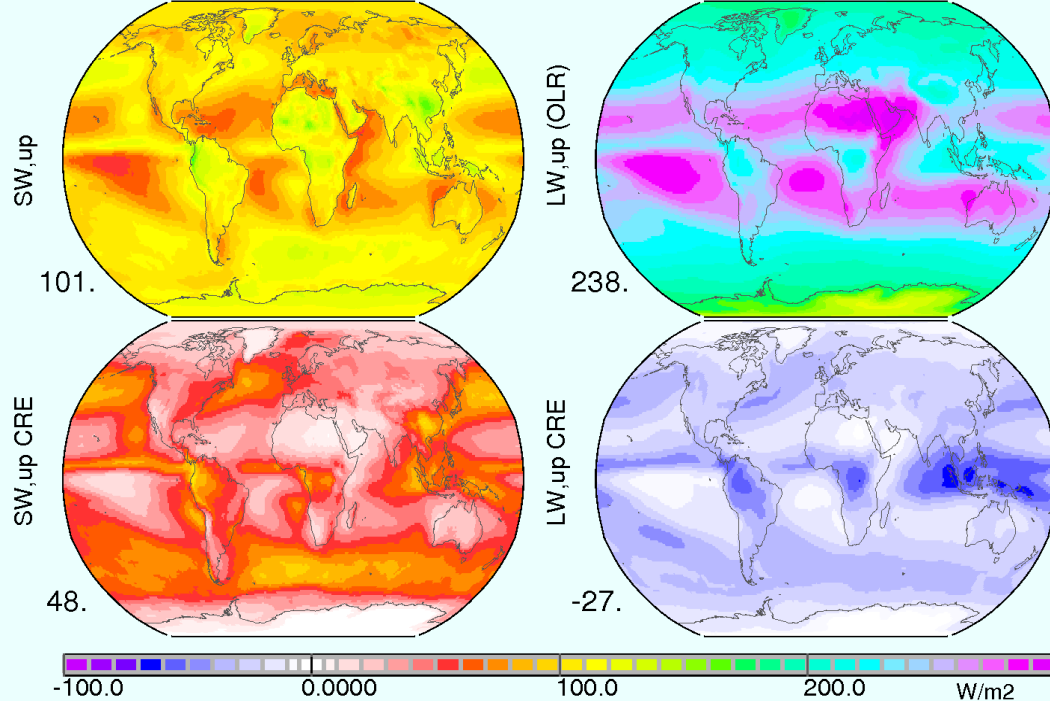 SW,up
101.
LW,up (OLR)
238.
SW,up CRE
48.
LW,up CRE
-27.
-100.0 0.0000 100.0 200.0 W/m2